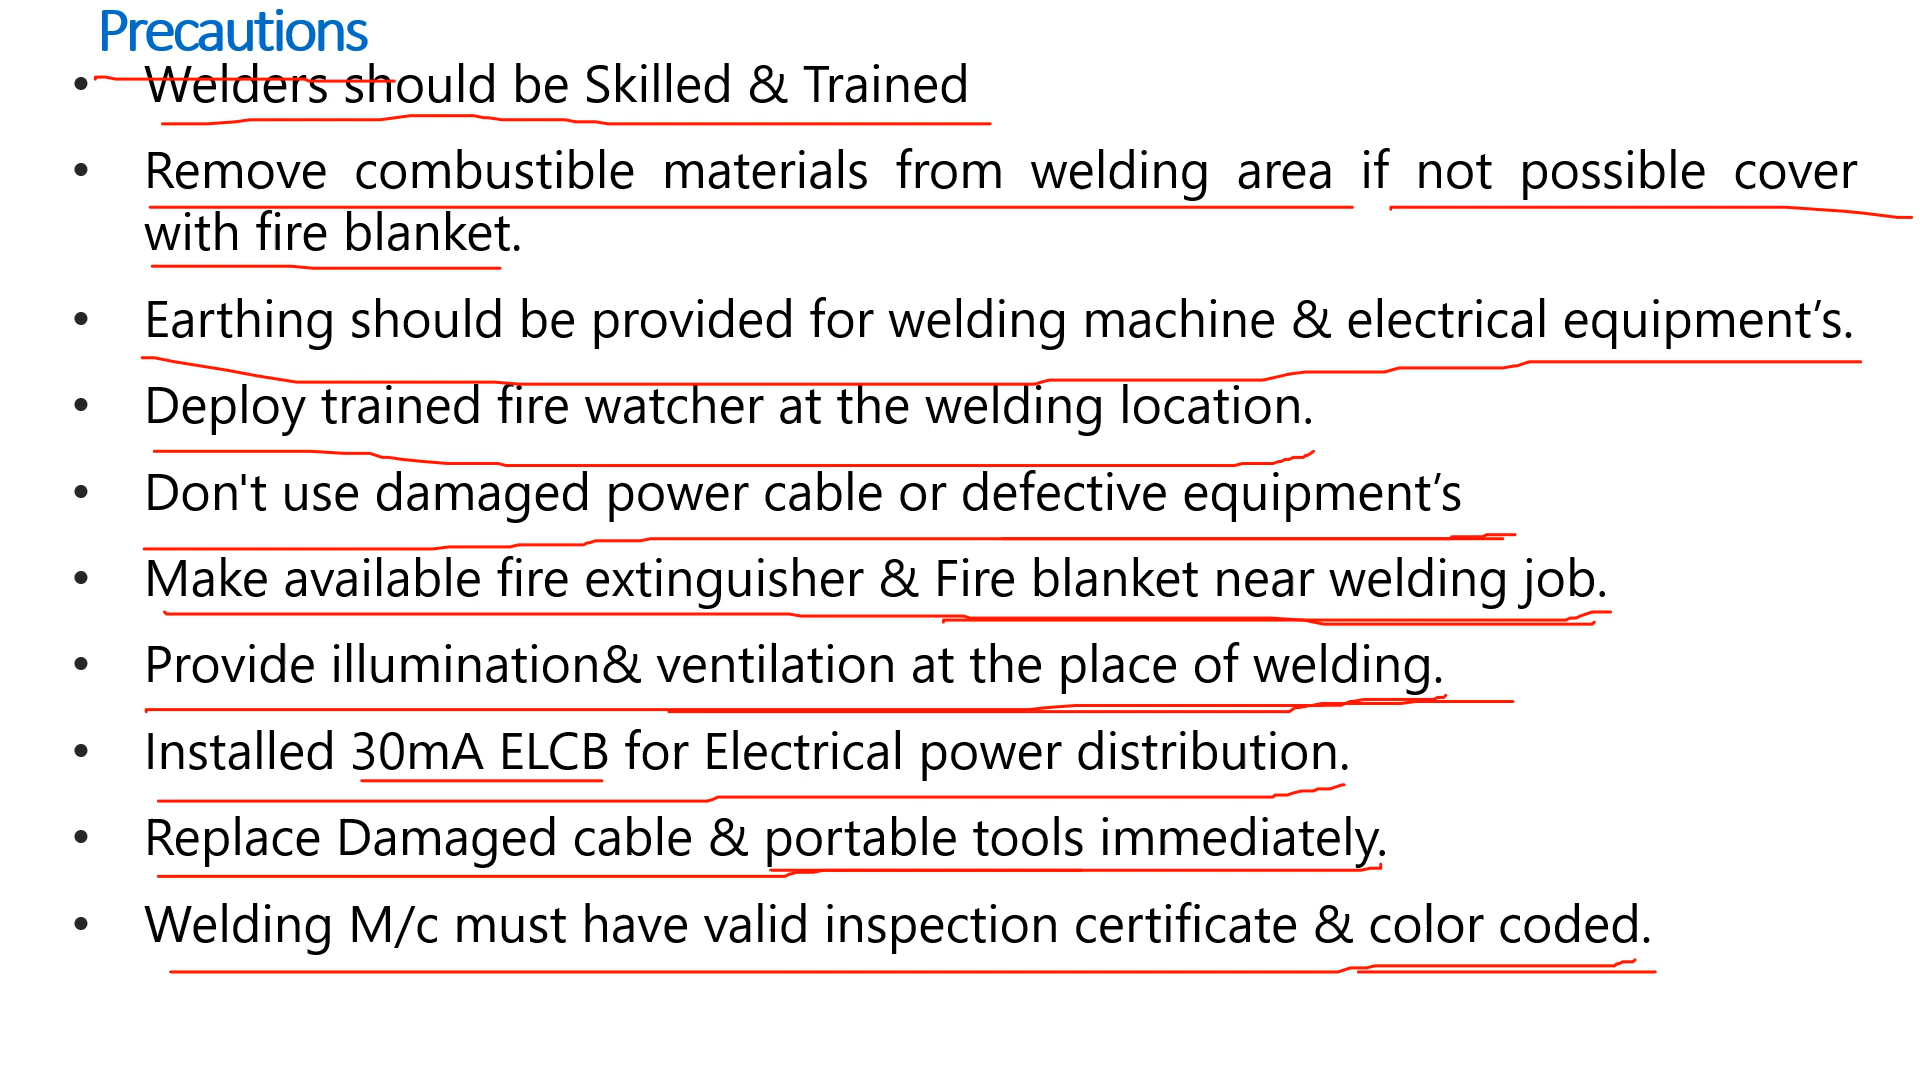 Precautions
• Welders should be Skilled & Trained
• Remove combustible materials from welding area if not possible cover
with fire blanket.
• Earthing should be provided for welding machine & electrical equipment’s.
• Deploy trained fire watcher at the welding location.
• Don't use damaged power cable or defective equipment’s
• Make available fire extinguisher & Fire blanket near welding job.
• Provide illumination& ventilation at the place of welding.
• Installed 30mA ELCB for Electrical power distribution.
• Replace Damaged cable & portable tools immediately.
• Welding M/c must have valid inspection certificate & color coded.